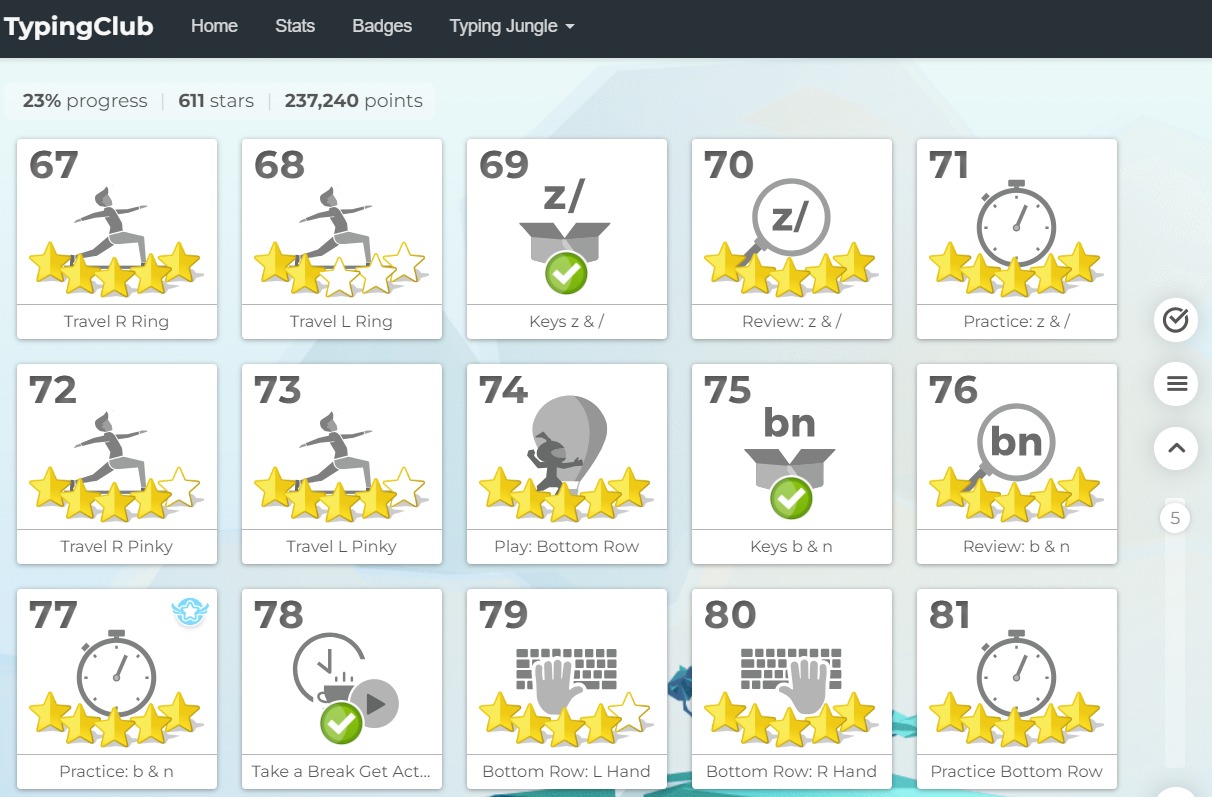 TypingClub Home Stats Badges Typing Jungle
23% progress 611 stars 237,240 points
67 68 69 70 71
z/ z/
Travel R Ring Travel L Ring Keys z & / Review: z & / Practice: z & /
72 73 74 75 76
bn bn
5
Travel R Pinky Travel L Pinky Play: Bottom Row Keys b & n Review: b & n
77 78 79 80 81
Practice: b & n Take a Break Get Act... Bottom Row: L Hand Bottom Row: R Hand Practice Bottom Row